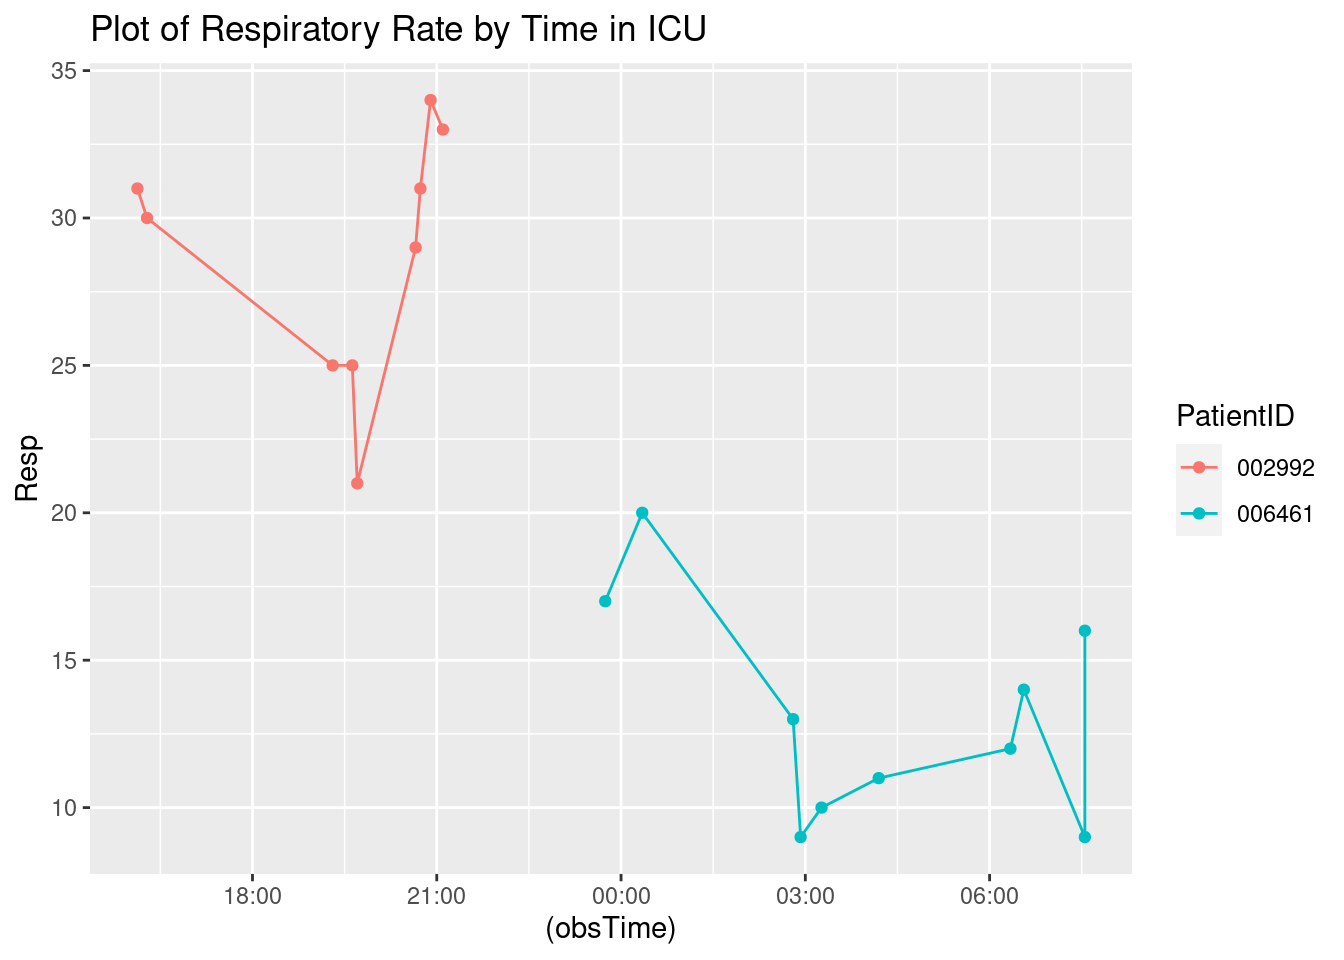 Plot of Respiratory Rate by Time in ICU
35
30
25
20
15
10
Resp
18:00 21:00 00:00 03:00 06:00
(obsTime)
PatientID
002992
006461